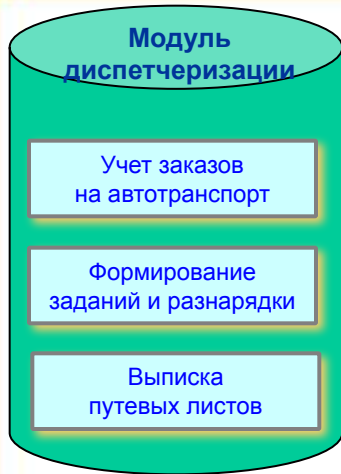 Модуль
диспетчеризации
Учет заказов
на автотранспорт
Формирование
заданий и разнарядки
Выписка
путевых листов